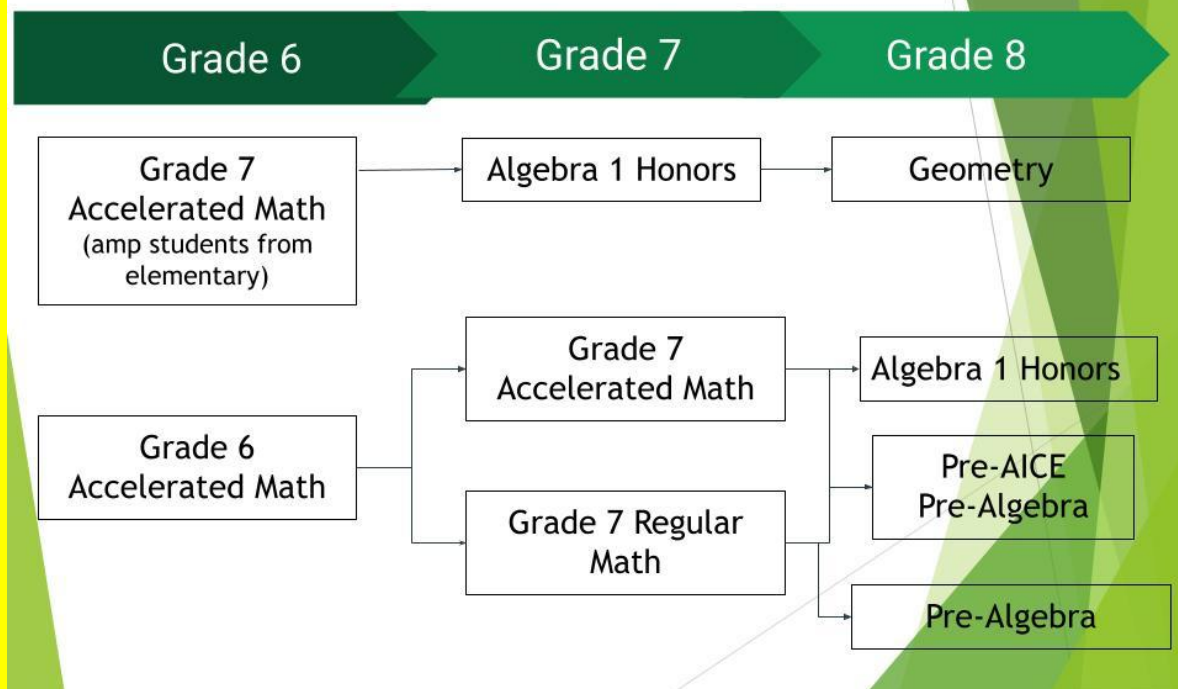 Grade 6
Grade 7
Grade 8
Grade 7
Accelerated Math
(amp students from
elementary)
Algebra 1 Honors
Geometry
Grade 6
Accelerated Math
Grade 7
Accelerated Math
Grade 7 Regular
Math
Algebra 1 Honors
Pre-AICE
Pre-Algebra
Pre-Algebra